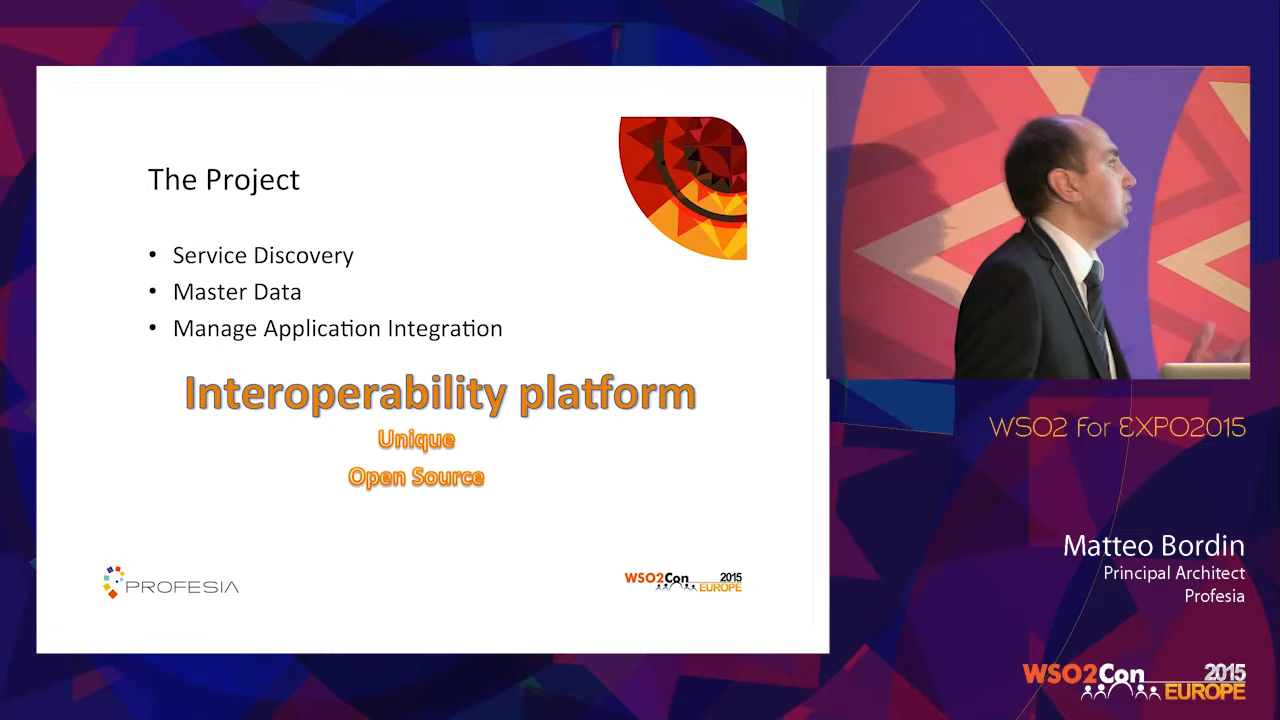 The Project
• Service Discovery
• Master Data
• Manage Application Integration
Interoperability platform
Unique
Open Source
PROFESIA
WSO2Con 2015
EUROPE
WSO2 for EXPO2015
Matteo Bordin
Principal Architect
Profesia
WSO2Con 2015
EUROPE